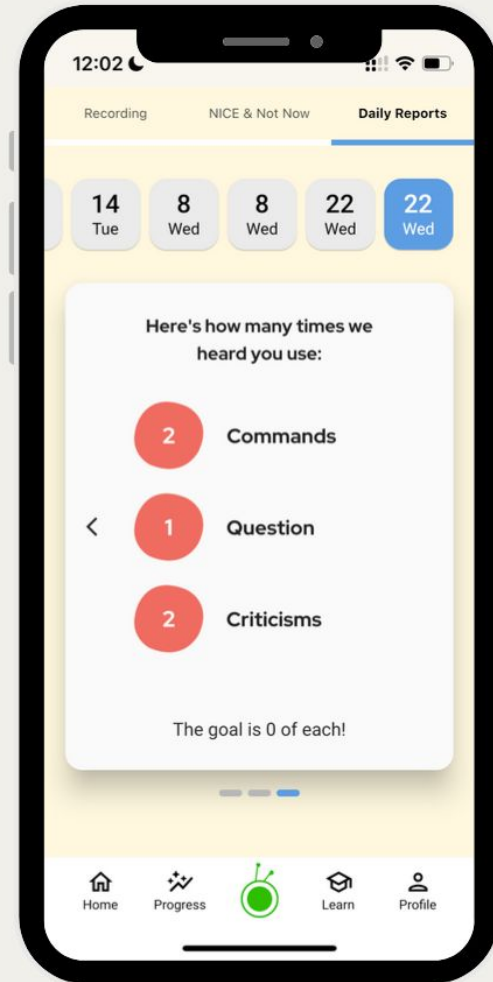 12:02
Recording NICE & Not Now Daily Reports
14 8 8 22 22
Tue Wed Wed Wed Wed
Here's how many times we
heard you use:
2 Commands
1 Question
2 Criticisms
The goal is 0 of each!
Home Progress Learn Profile